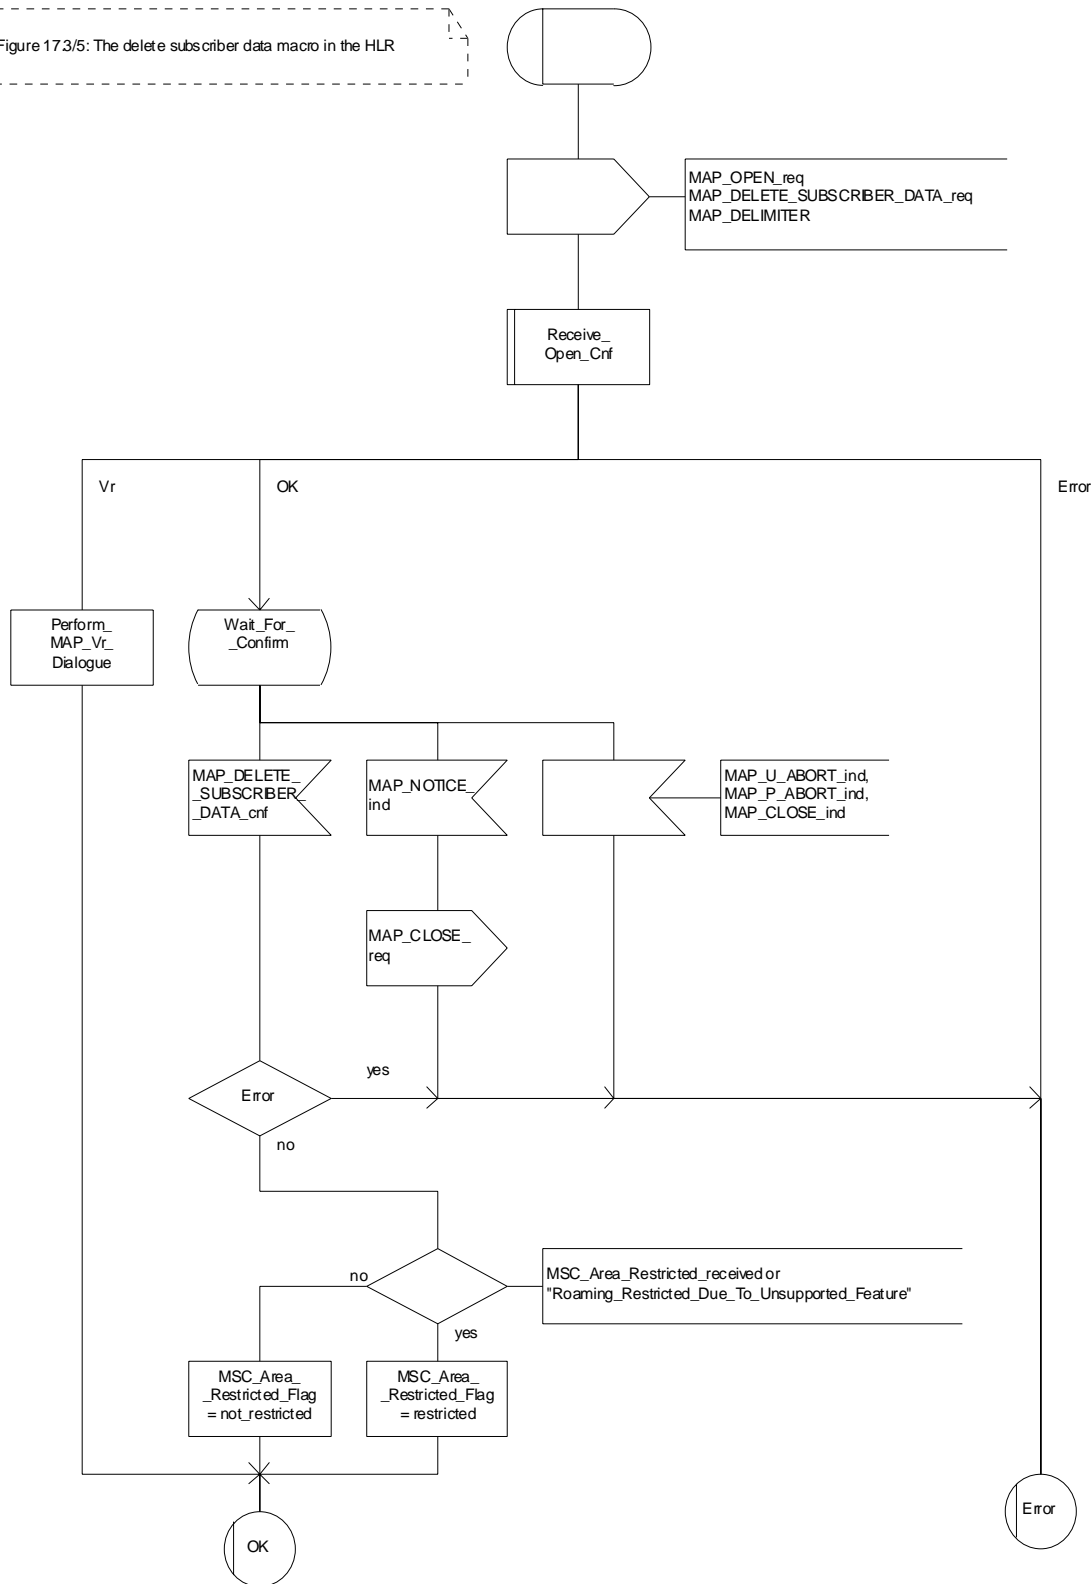 Figure 17.3/5: The delete subscriber data macro in the HLR
MAP_OPEN_req
MAP_DELETE_SUBSCRIBER_DATA_req
MAP_DELIMITER
Receive_
Open_Cnf
Vr
OK
Error
Perform_
MAP_Vr_
Dialogue
Wait_For_
_Confirm
MAP_DELETE_
_SUBSCRIBER_
_DATA_cnf
MAP_NOTICE_
ind
MAP_U_ABORT_ind,
MAP_P_ABORT_ind,
MAP_CLOSE_ind
MAP_CLOSE_
req
Error
yes
no
no
MSC_Area_Restricted_received or
"Roaming_Restricted_Due_To_Unsupported_Feature"
yes
MSC_Area_
_Restricted_Flag
= not_restricted
MSC_Area_
_Restricted_Flag
= restricted
OK
Error